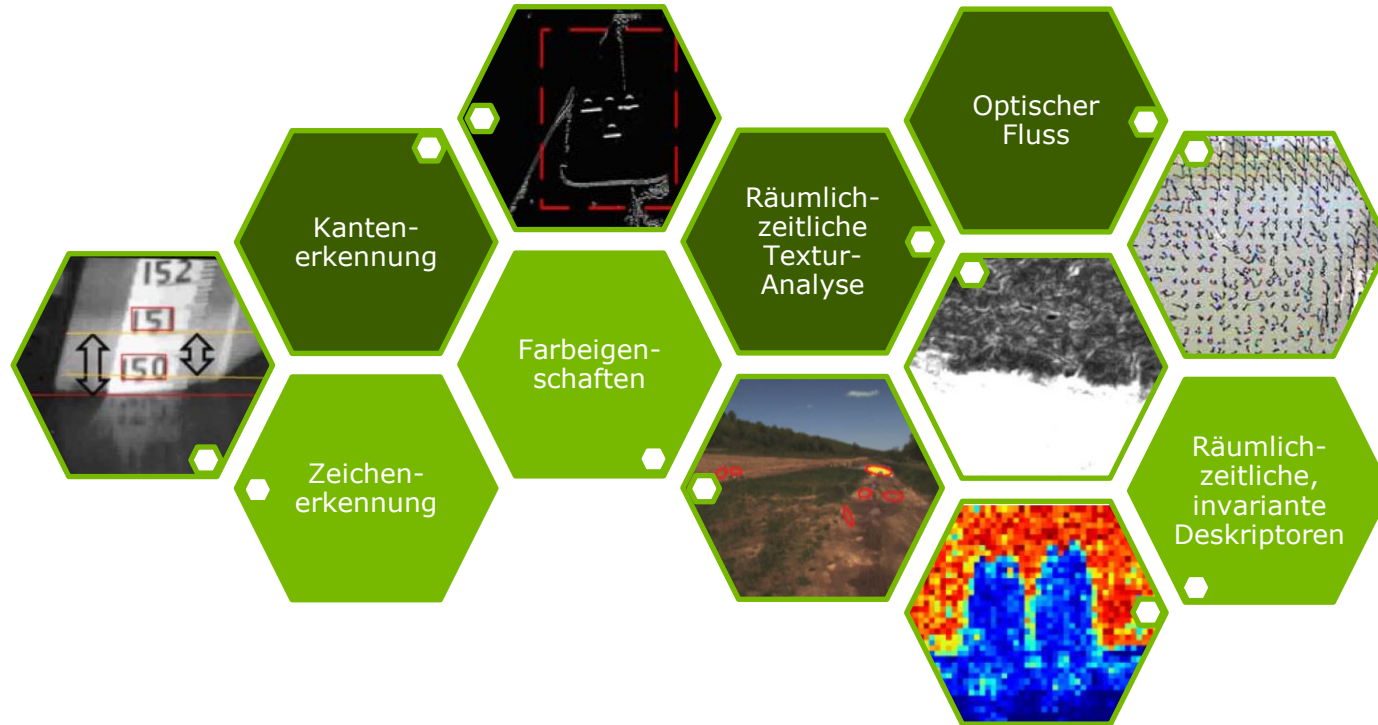 Optischer
Fluss
Kanten-
erkennung
Räumlich-
zeitliche
Textur-
Analyse
152
151
150
Farbeigen-
schaften
Zeichen-
erkennung
Räumlich-
zeitliche,
invariante
Deskriptoren